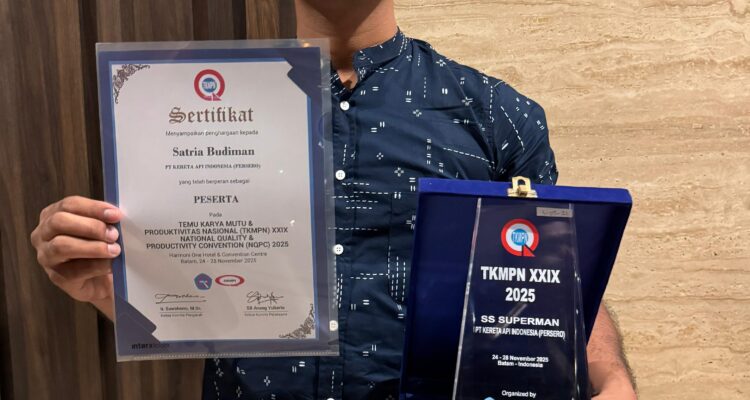 TKMPN
Sertifikat
Menyampaikan penghargaan kepada
Satria Budiman
PT KERETA API INDONESIA (PERSERO)
yang telah berperan sebagai
PESERTA
Pada
TEMU KARYA MUTU &
PRODUKTIVITAS NASIONAL (TKMPN) XXIX
NATIONAL QUALITY &
PRODUCTIVITY CONVENTION (NQPC) 2025
Harmoni One Hotel & Convention Centre
Batam, 24 - 28 November 2025
TKMPN
TKMPN XXIX
2025
SS SUPERMAN
PT KERETA API INDONESIA (PERSERO)
24 - 28 November 2025
Batam - Indonesia
Organized by